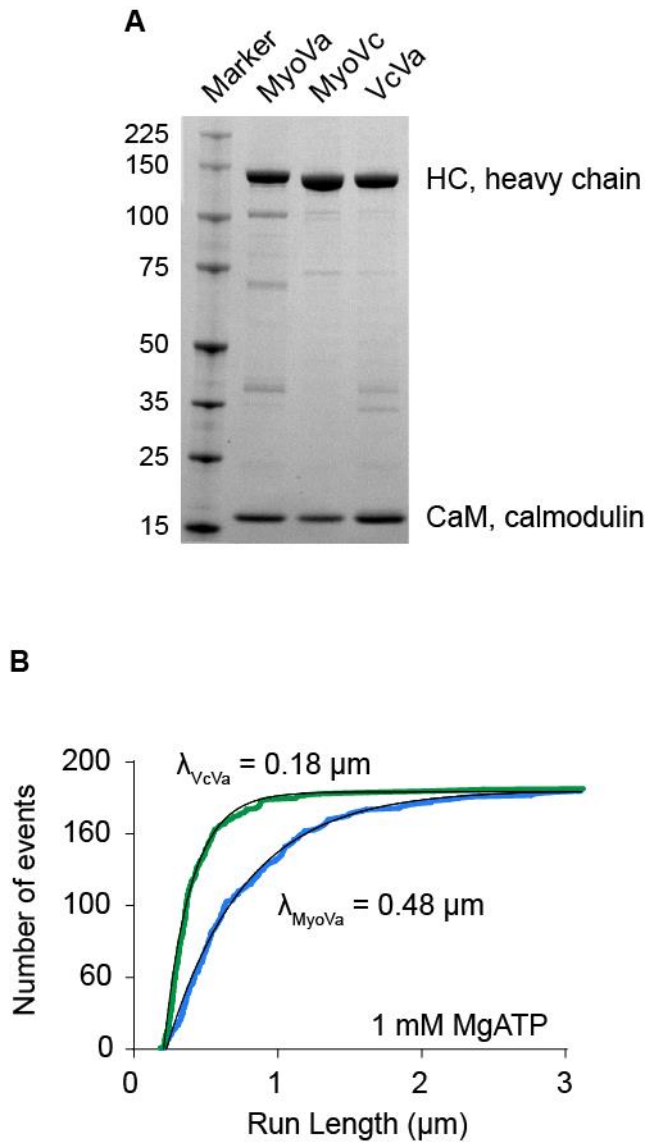 A
Marker
MyoVa
MyoVc
VcVa
225
150
100
75
50
35
25
15
HC, heavy chain
CaM, calmodulin
B
200
160
100
60
0
Number of events
λVcVa = 0.18 µm
λMyoVa = 0.48 µm
1 mM MgATP
0 1 2 3
Run Length (µm)